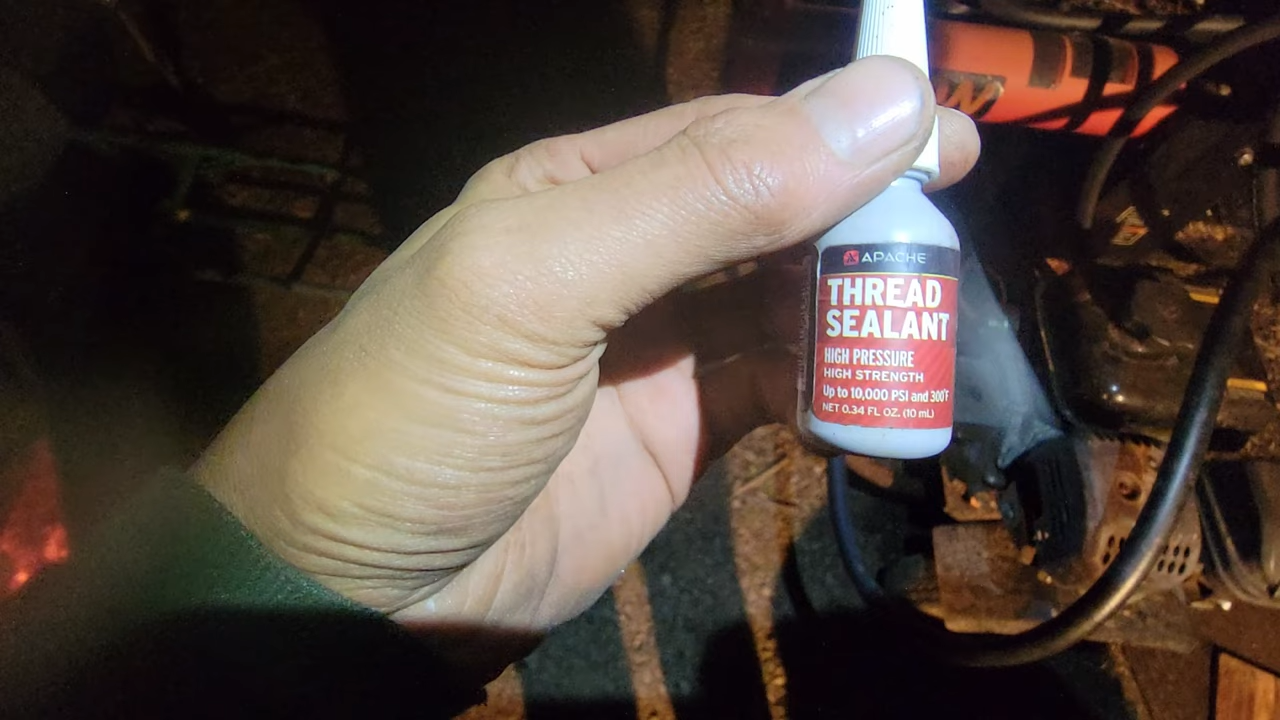 APACHE
THREAD
SEALANT
HIGH PRESSURE
HIGH STRENGTH
Up to 10,000 PSI and 300°F
NET 0.34 FL OZ. (10 mL)